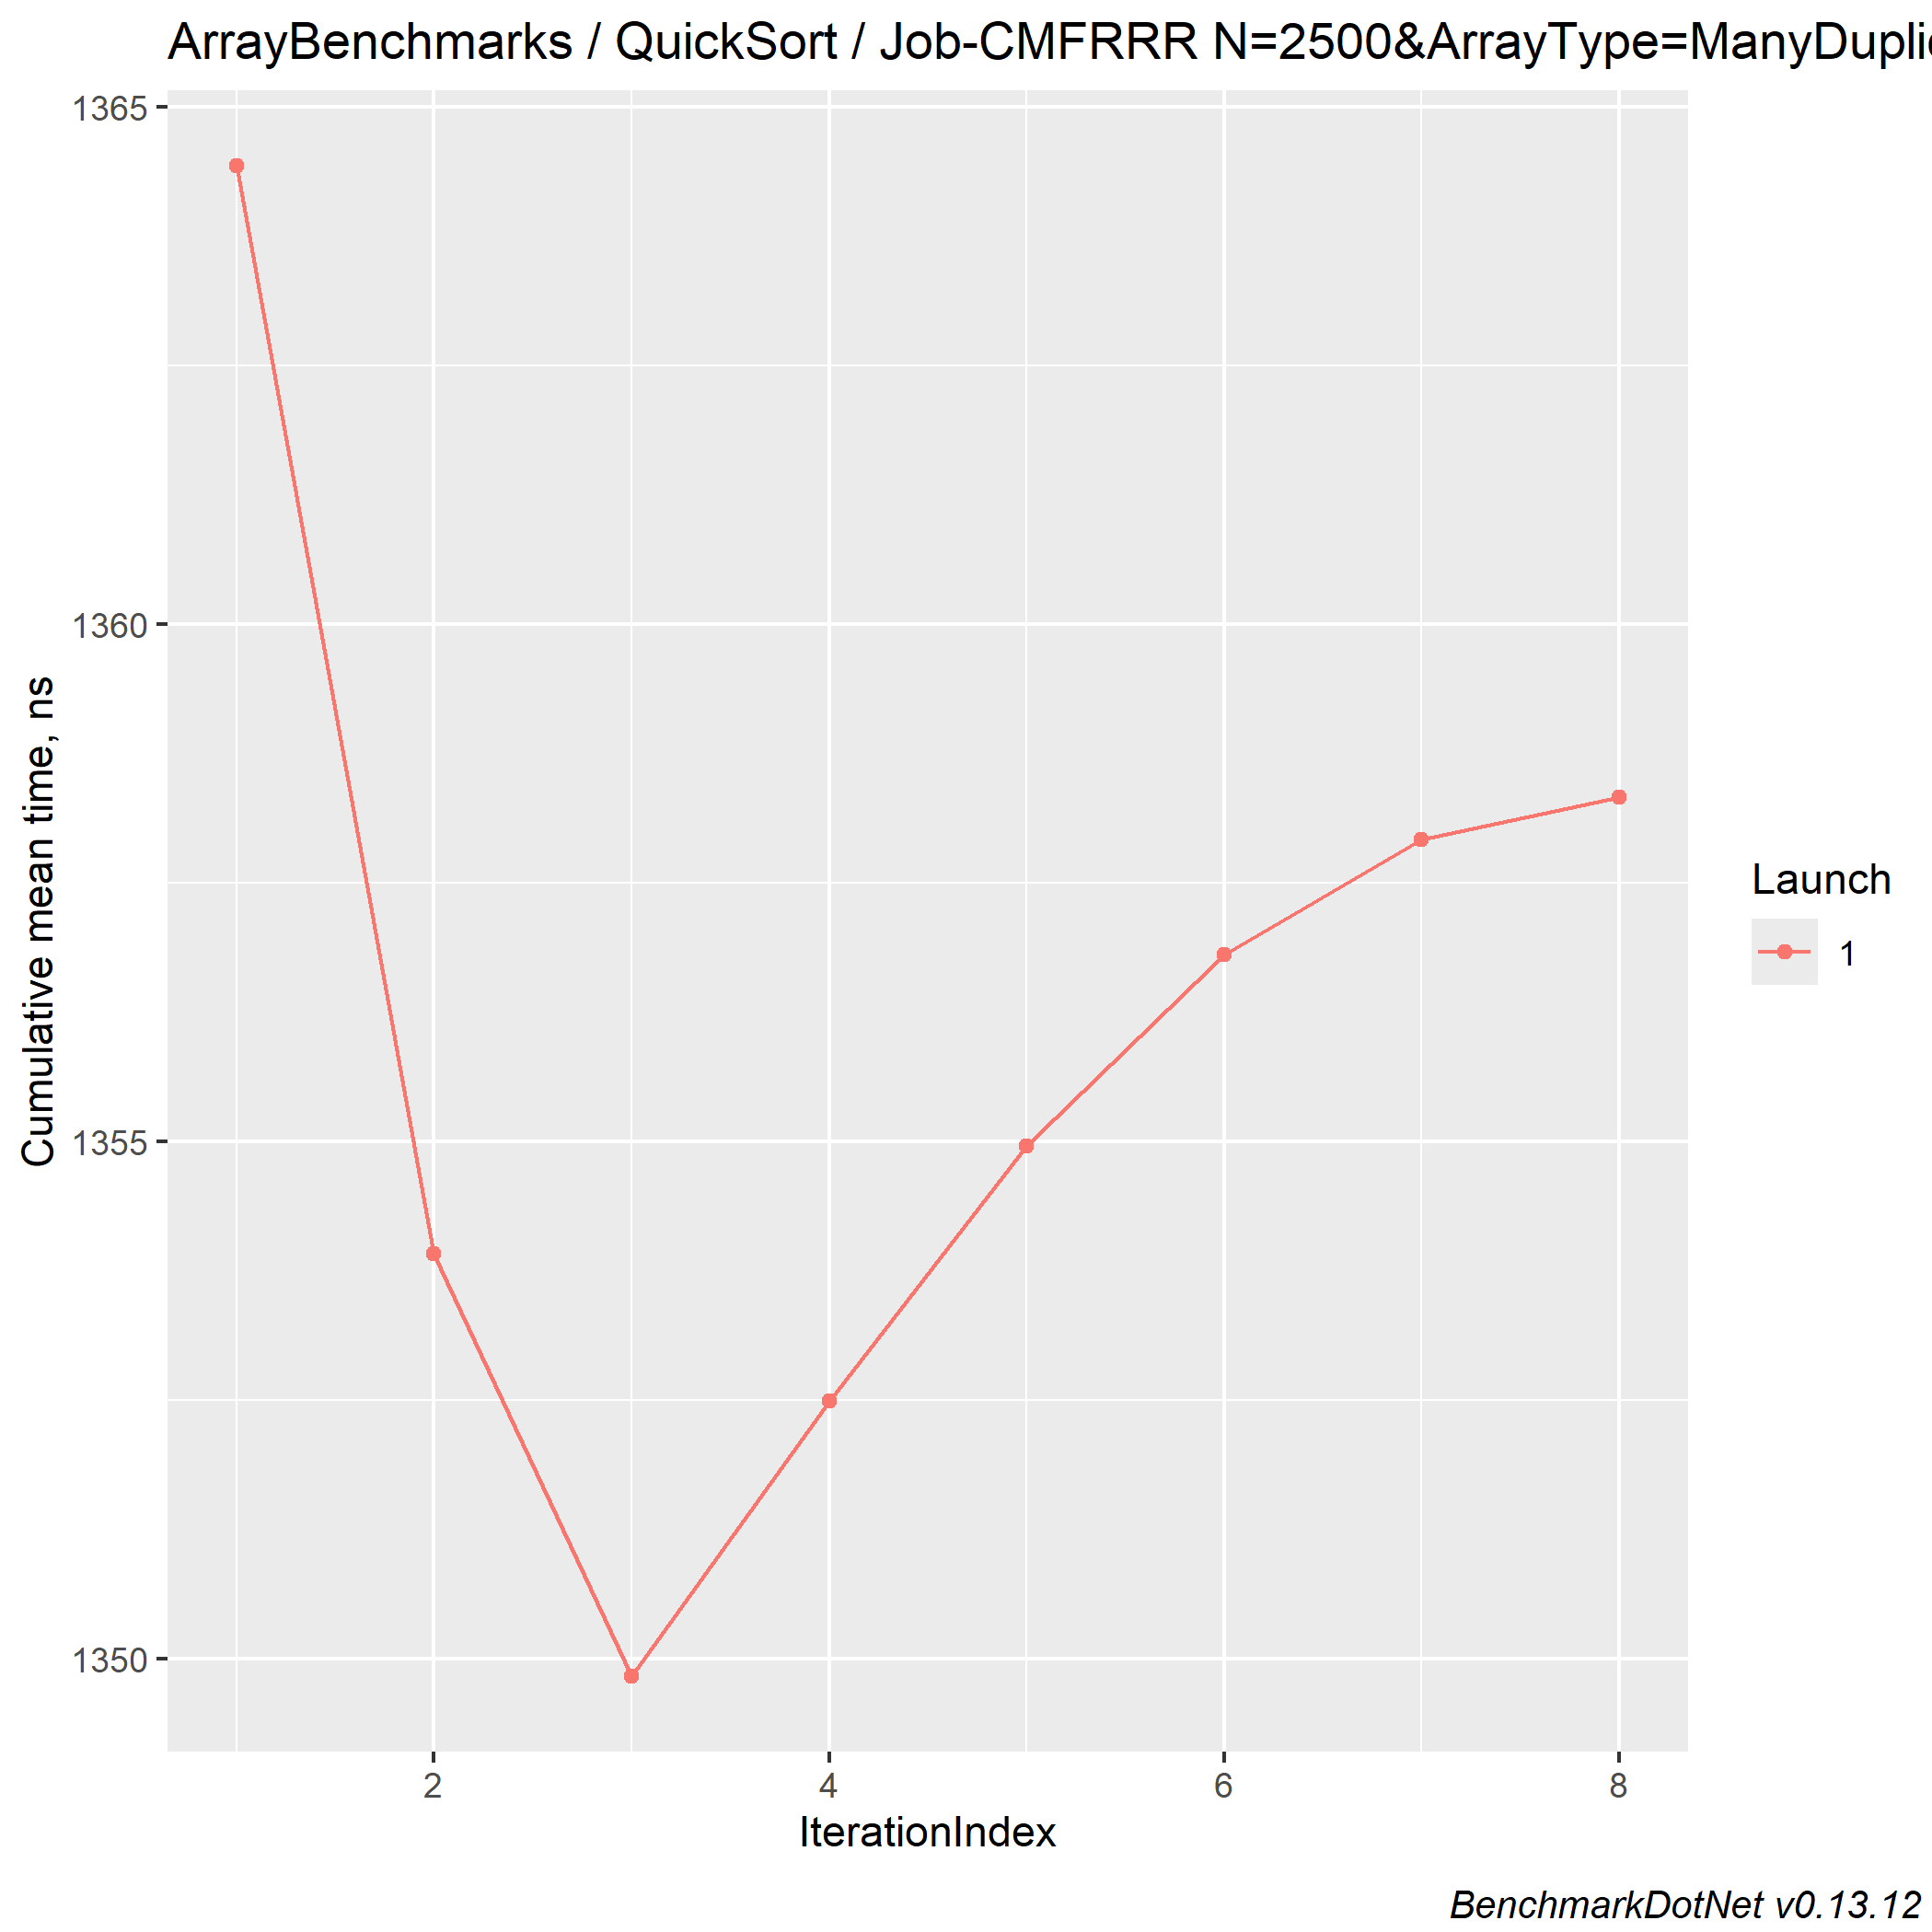 ArrayBenchmarks / QuickSort / Job-CMFRRR N=2500&ArrayType=ManyDuplic
1365
1360
1355
1350
Cumulative mean time, ns
2 4 6 8
IterationIndex
Launch
1
BenchmarkDotNet v0.13.12